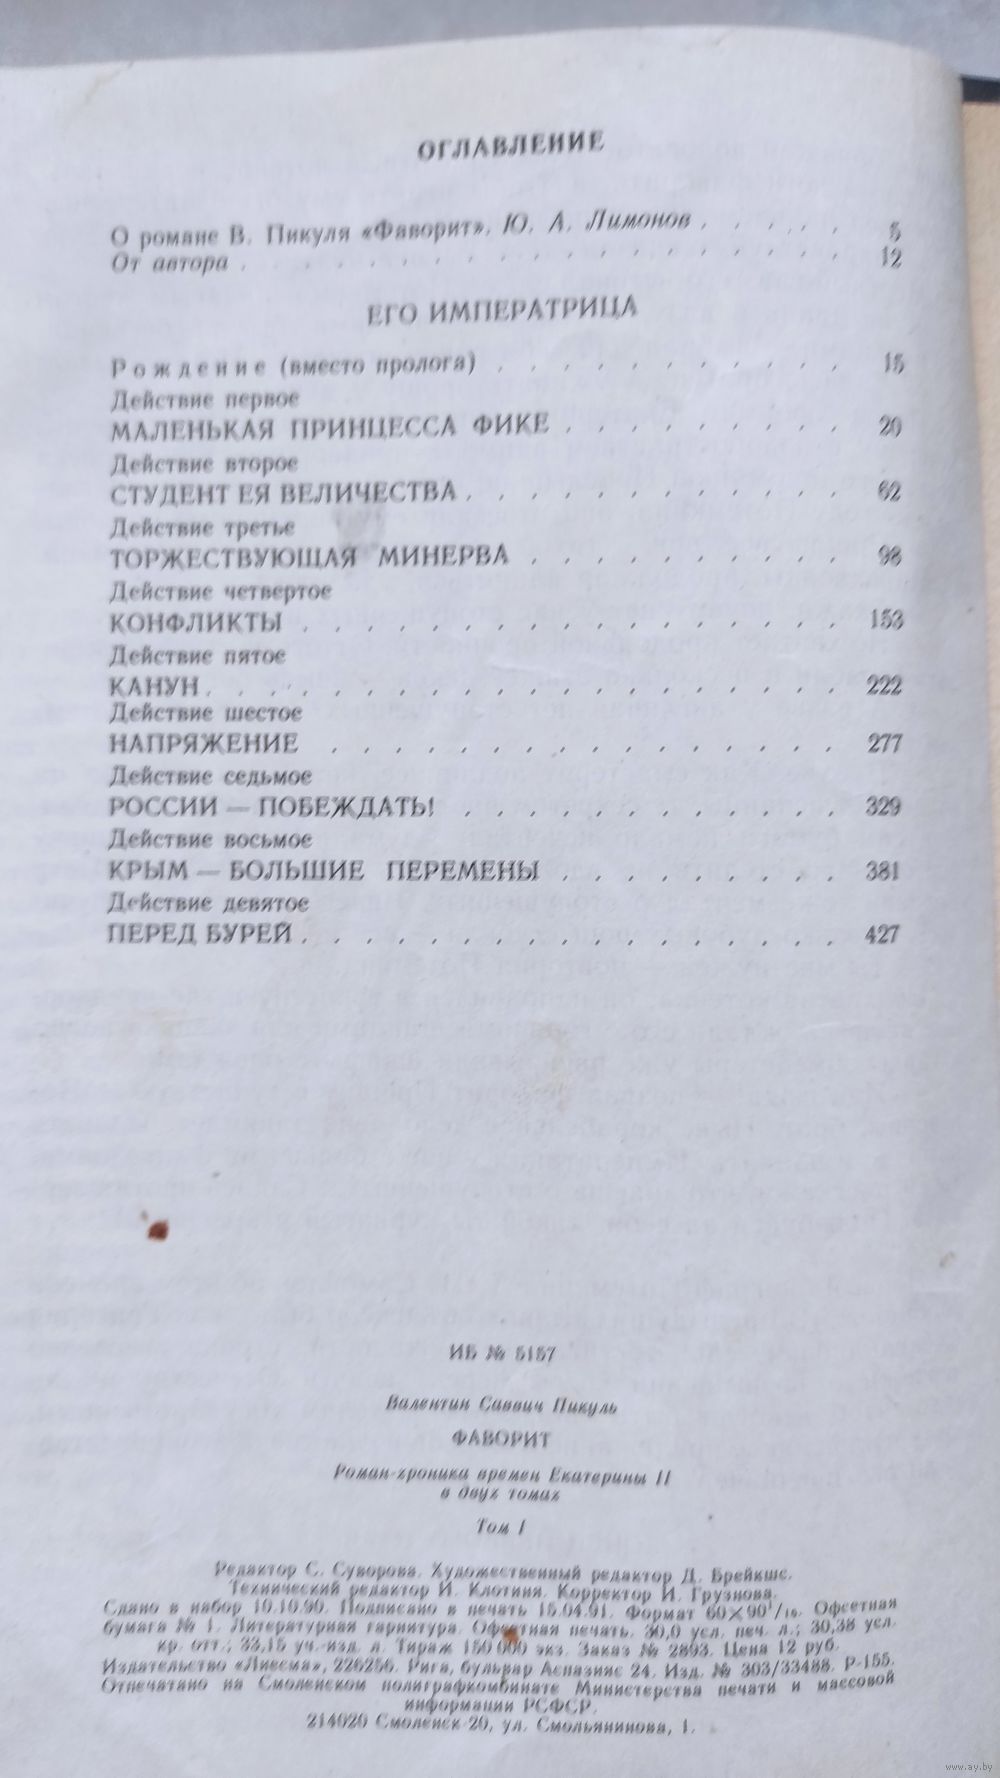 ОГЛАВЛЕНИЕ
О романе В. Пикуля «Фаворит». Ю. А. Лимонов . . . . . 5
От автора . . . . . . . . . . . . . . . . . . . 12
ЕГО ИМПЕРАТРИЦА
Рождение (вместо пролога) . . . . . . . . . . . 15
Действие первое
МАЛЕНЬКАЯ ПРИНЦЕССА ФИКЕ . . . . . . . . . 20
Действие второе
СТУДЕНТ ЕЯ ВЕЛИЧЕСТВА . . . . . . . . . . . . 62
Действие третье
ТОРЖЕСТВУЮЩАЯ МИНЕРВА . . . . . . . . . . 98
Действие четвертое
КОНФЛИКТЫ . . . . . . . . . . . . . . . . . 153
Действие пятое
КАНУН . . . . . . . . . . . . . . . . . . . . 222
Действие шестое
НАПРЯЖЕНИЕ . . . . . . . . . . . . . . . . 277
Действие седьмое
РОССИИ — ПОБЕЖДАТЬ! . . . . . . . . . . . . 329
Действие восьмое
КРЫМ — БОЛЬШИЕ ПЕРЕМЕНЫ . . . . . . . . . 381
Действие девятое
ПЕРЕД БУРЕЙ . . . . . . . . . . . . . . . . . 427
ИБ № 5157
Валентин Саввич Пикуль
ФАВОРИТ
Роман-хроника времен Екатерины II
в двух томах
Том I
Редактор С. Суворова. Художественный редактор Д. Брейкшс.
Технический редактор И. Клотиня. Корректор И. Грузнова.
Сдано в набор 10.10.90. Подписано в печать 15.04.91. Формат 60×90¹/₁₆. Офсетная
бумага № 1. Литературная гарнитура. Офсетная печать. 30,0 усл. печ. л.; 30,38 усл.
кр. отт.; 33,15 уч.-изд. л. Тираж 150 000 экз. Заказ № 2893. Цена 12 руб.
Издательство «Лиесма», 226256. Рига, бульвар Аспазияс 24. Изд. № 303/33488. Р-155.
Отпечатано на Смоленском полиграфкомбинате Министерства печати и массовой
информации РСФСР.
214020 Смоленск-20, ул. Смольянинова, 1.
www.ay.by